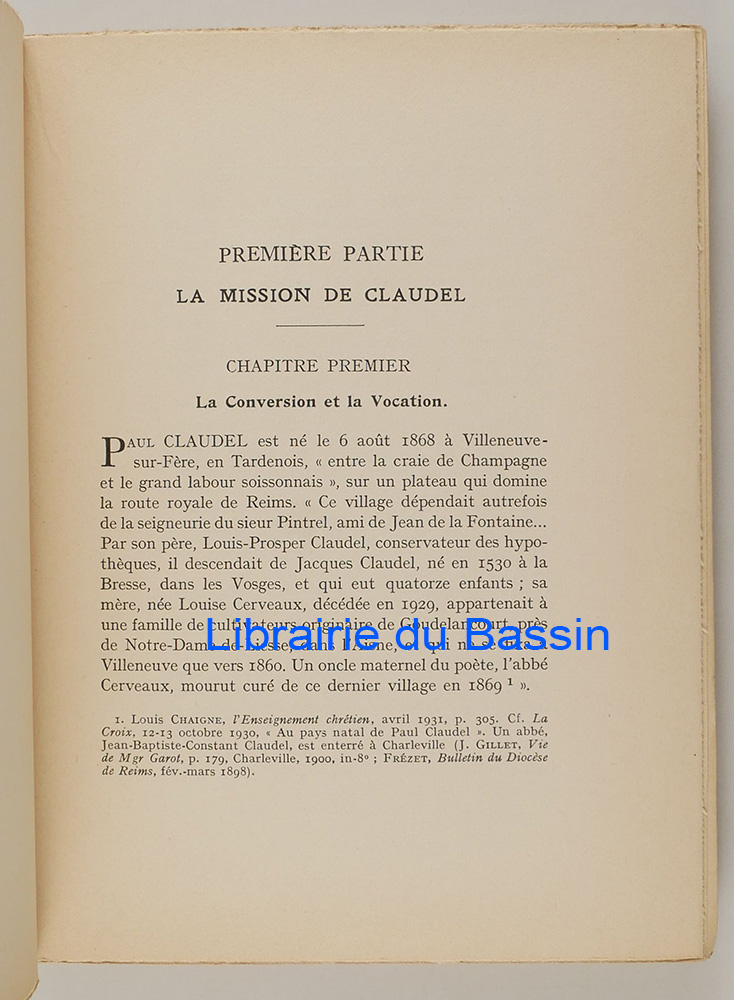 PREMIÈRE PARTIE
LA MISSION DE CLAUDEL
CHAPITRE PREMIER
La Conversion et la Vocation.
PAUL CLAUDEL est né le 6 août 1868 à Villeneuve-
sur-Fère, en Tardenois, « entre la craie de Champagne
et le grand labour soissonnais », sur un plateau qui domine
la route royale de Reims. « Ce village dépendait autrefois
de la seigneurie du sieur Pintrel, ami de Jean de la Fontaine...
Par son père, Louis-Prosper Claudel, conservateur des hypo-
thèques, il descendait de Jacques Claudel, né en 1530 à la
Bresse, dans les Vosges, et qui eut quatorze enfants ; sa
mère, née Louise Cerveaux, décédée en 1929, appartenait à
une famille de cultivateurs originaire de Goudelancourt, près
de Notre-Dame-de-Liesse, dans l'Aisne, et qui ne se fixa à
Librairie du Bassin
Villeneuve que vers 1860. Un oncle maternel du poète, l'abbé
Cerveaux, mourut curé de ce dernier village en 1869 ¹ ».
1. Louis CHAIGNE, l'Enseignement chrétien, avril 1931, p. 305. Cf. La
Croix, 12-13 octobre 1930, « Au pays natal de Paul Claudel ». Un abbé,
Jean-Baptiste-Constant Claudel, est enterré à Charleville (J. GILLET, Vie
de Mgr Garot, p. 179, Charleville, 1900, in-8º ; FRÉZET, Bulletin du Diocèse
de Reims, fév.-mars 1898).